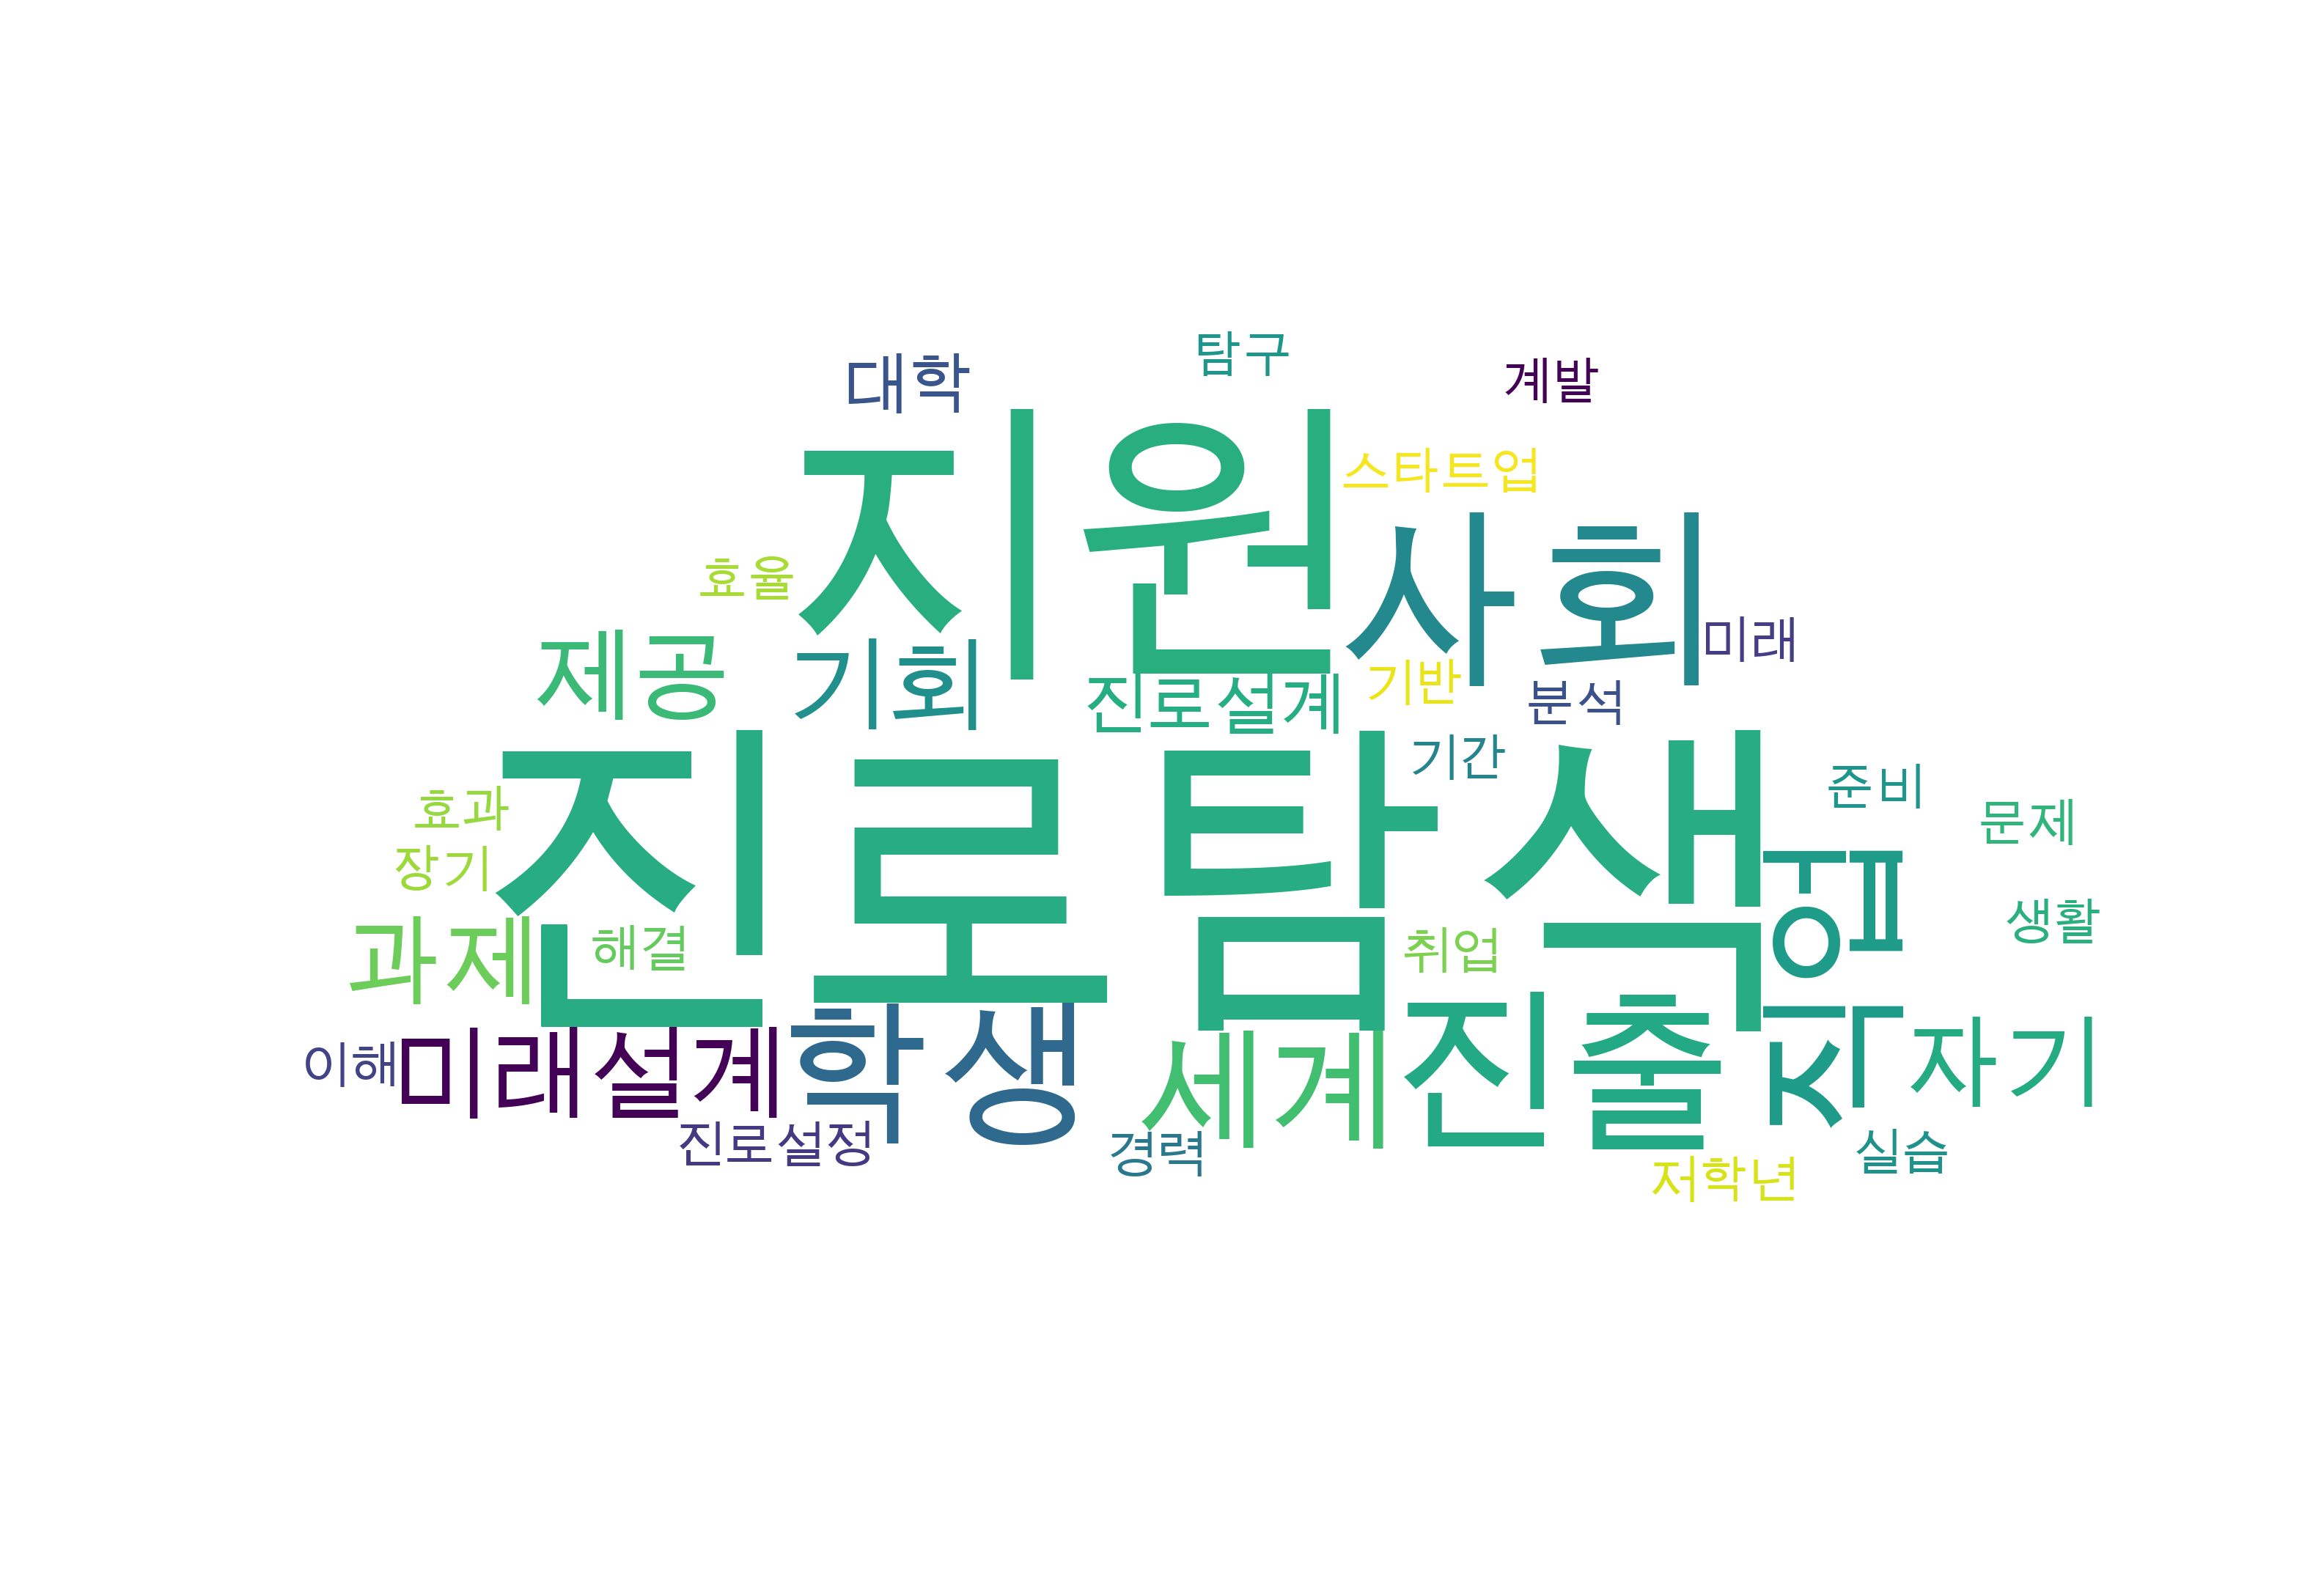 탐구
대학
계발
지원
스타트업
사회
효율
미래
제공
기회
진로설계
기반
분석
진로탐색
기간
준비
효과
문제
장기
직업
생활
과제
해결
취업
이해
미래설계
학생
세계
진출
자기
진로설정
경력
실습
저학년